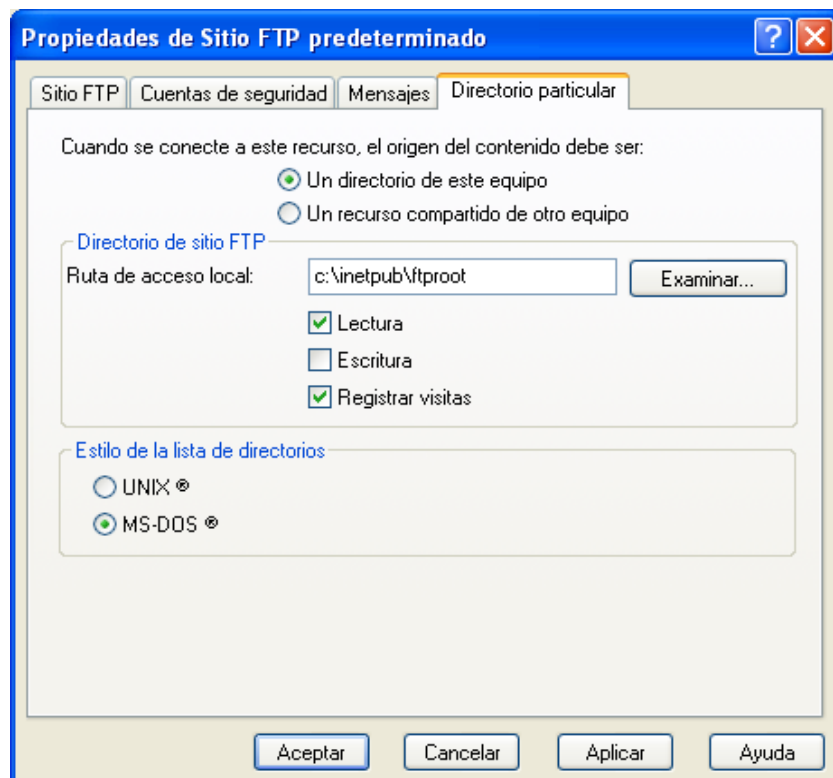 Propiedades de Sitio FTP predeterminado
Sitio FTP Cuentas de seguridad Mensajes Directorio particular
Cuando se conecte a este recurso, el origen del contenido debe ser:
Un directorio de este equipo
Un recurso compartido de otro equipo
Directorio de sitio FTP
Ruta de acceso local: c:\inetpub\ftproot Examinar...
Lectura
Escritura
Registrar visitas
Estilo de la lista de directorios
UNIX ®
MS-DOS ®
Aceptar Cancelar Aplicar Ayuda